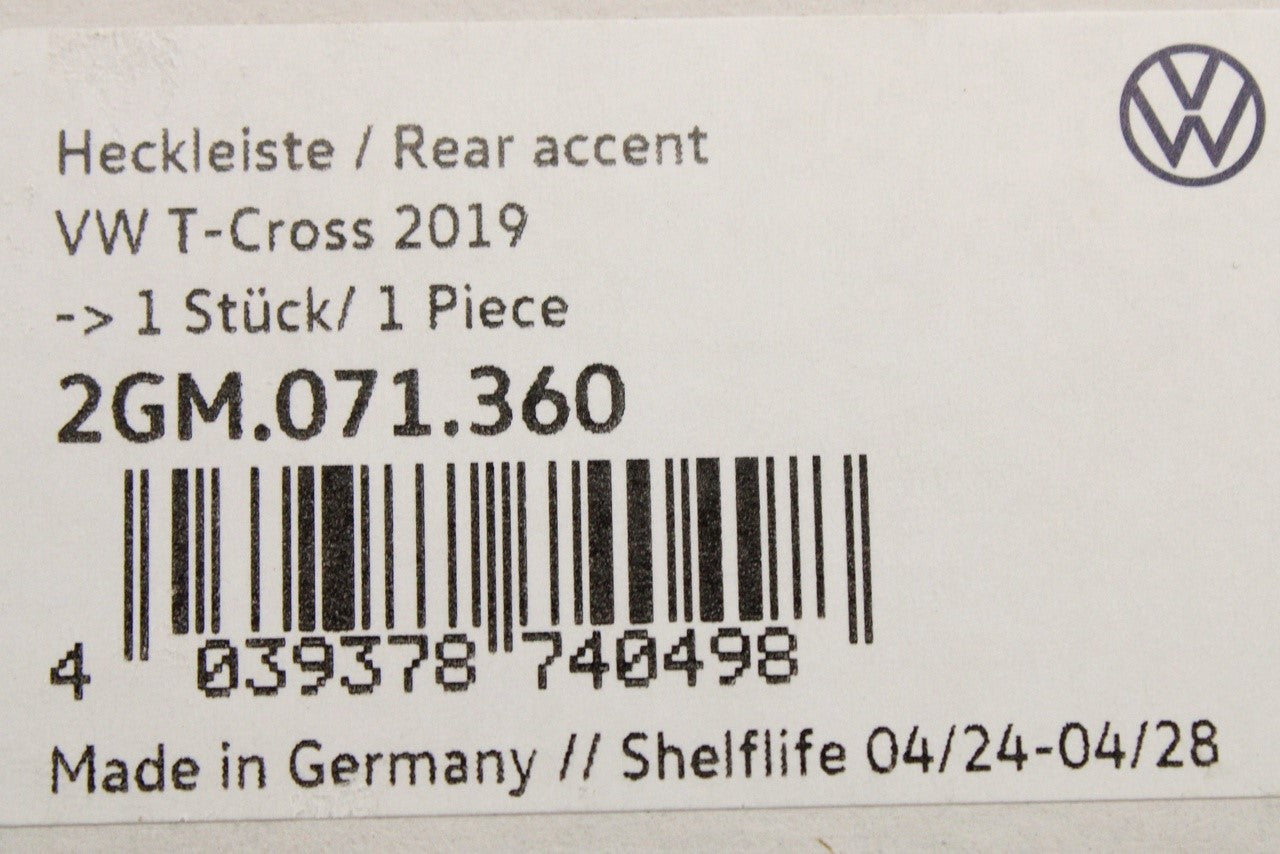 Heckleiste / Rear accent
VW T-Cross 2019
-> 1 Stück/ 1 Piece
2GM.071.360
4 039378 740498
Made in Germany // Shelflife 04/24-04/28